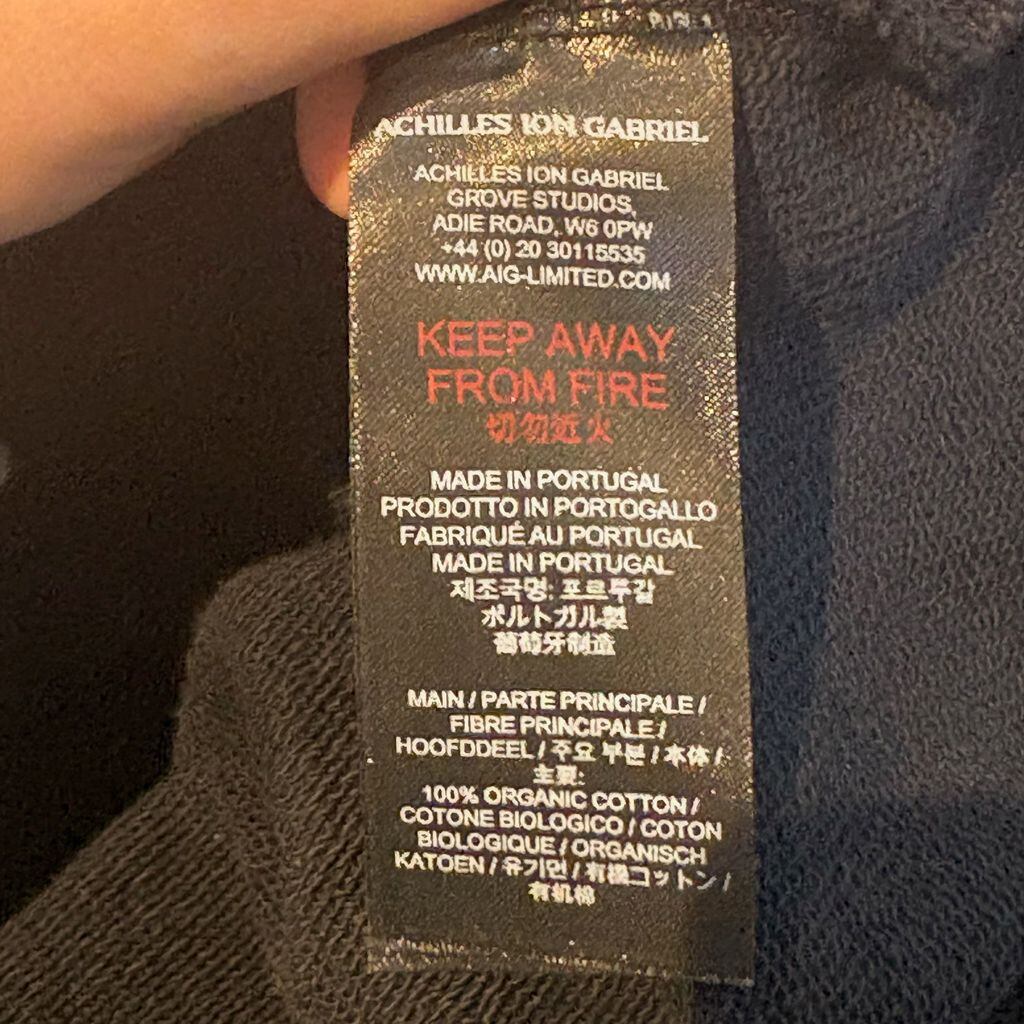 ACHILLES ION GABRIEL
ACHILLES ION GABRIEL
GROVE STUDIOS,
ADIE ROAD, W6 0PW
+44 (0) 20 30115535
WWW.AIG-LIMITED.COM
KEEP AWAY
FROM FIRE
切勿近火
MADE IN PORTUGAL
PRODOTTO IN PORTOGALLO
FABRIQUÉ AU PORTUGAL
MADE IN PORTUGAL
제조국명: 포르투갈
ポルトガル製
葡萄牙制造
MAIN / PARTE PRINCIPALE /
FIBRE PRINCIPALE /
HOOFDDEEL / 주요 부분 / 本体 /
主要:
100% ORGANIC COTTON /
COTONE BIOLOGICO / COTON
BIOLOGIQUE / ORGANISCH
KATOEN / 유기면 / 有機コットン /
有机棉